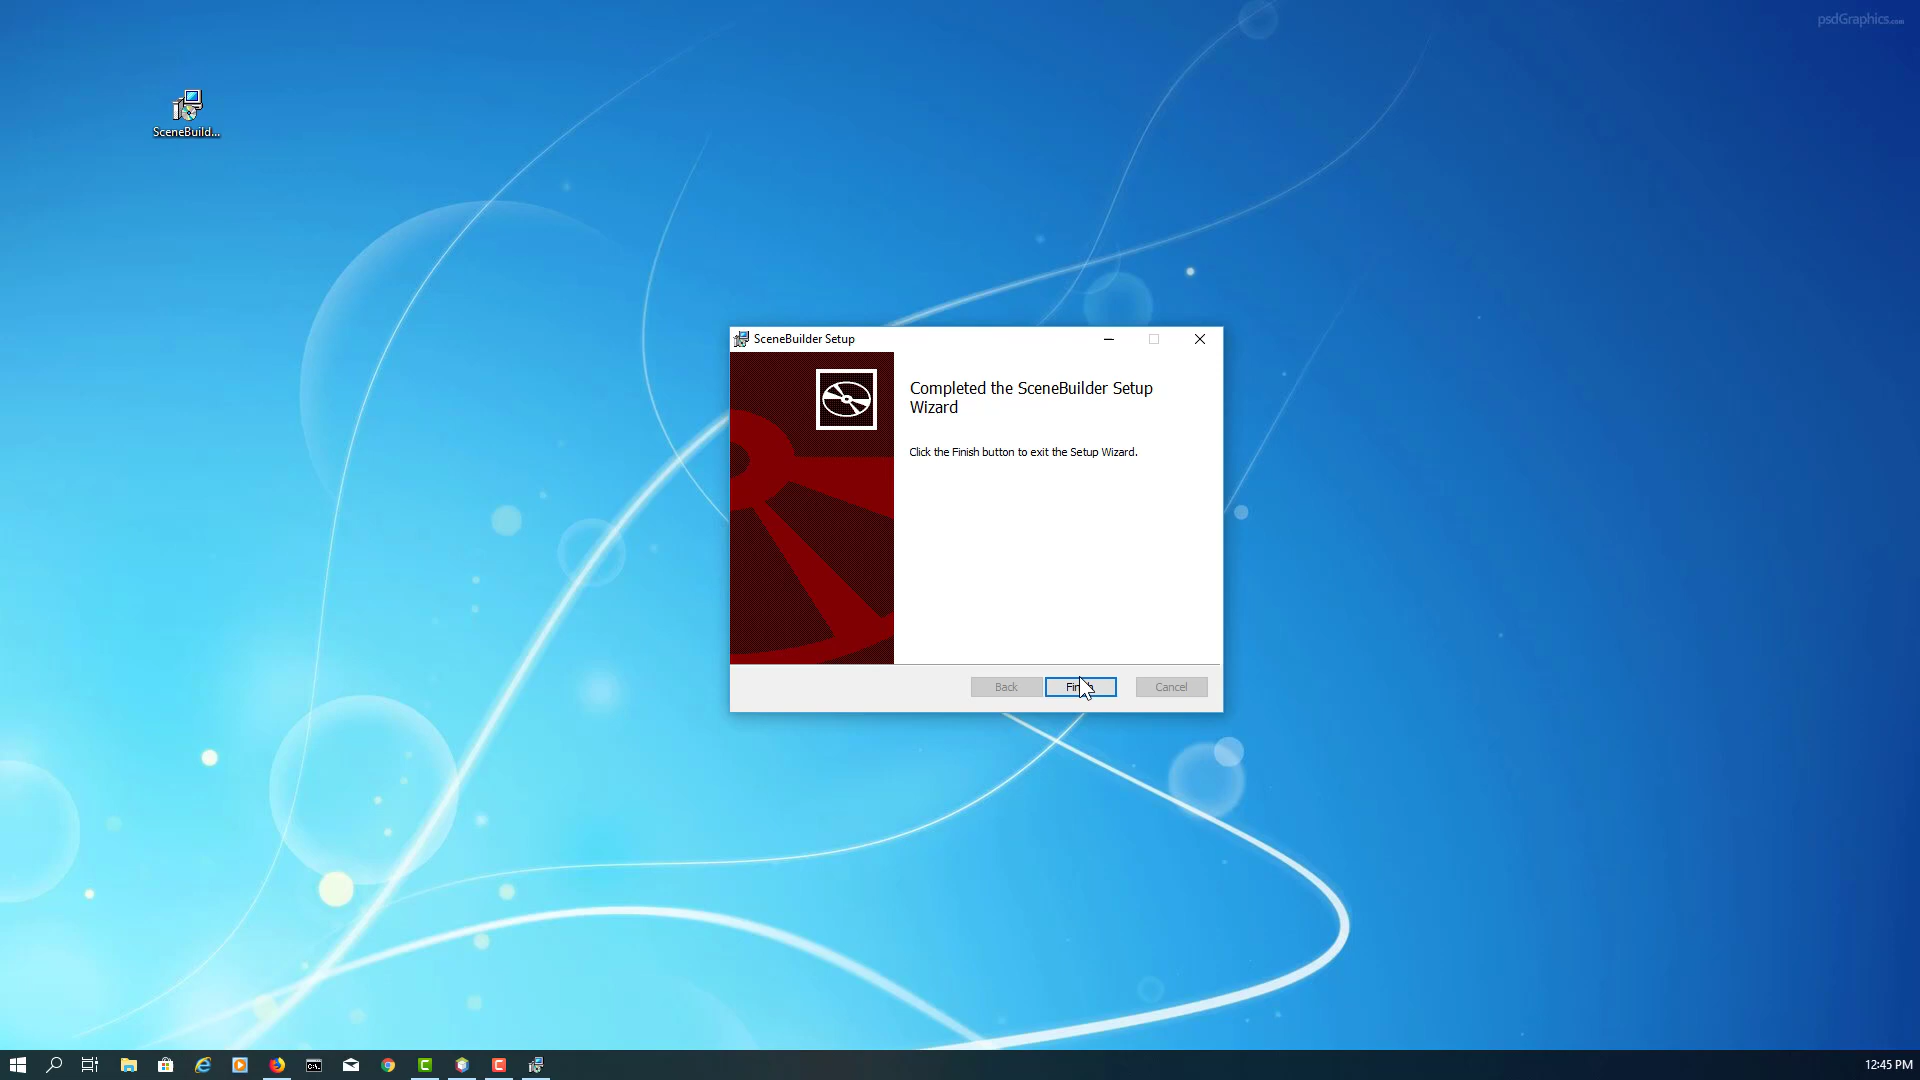 psdGraphics.com
SceneBuild...
SceneBuilder Setup
Completed the SceneBuilder Setup
Wizard
Click the Finish button to exit the Setup Wizard.
Back
Cancel
12:45 PM